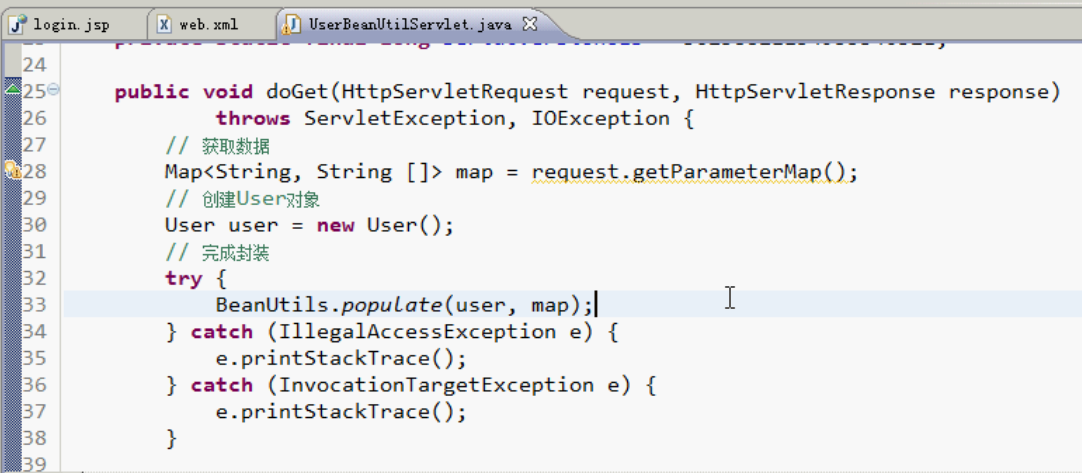 login.jsp web.xml UserBeanUtilServlet.java
24
25 public void doGet(HttpServletRequest request, HttpServletResponse response)
26 throws ServletException, IOException {
27 // 获取数据
28 Map<String, String []> map = request.getParameterMap();
29 // 创建User对象
30 User user = new User();
31 // 完成封装
32 try {
33 BeanUtils.populate(user, map);
34 } catch (IllegalAccessException e) {
35 e.printStackTrace();
36 } catch (InvocationTargetException e) {
37 e.printStackTrace();
38 }
39